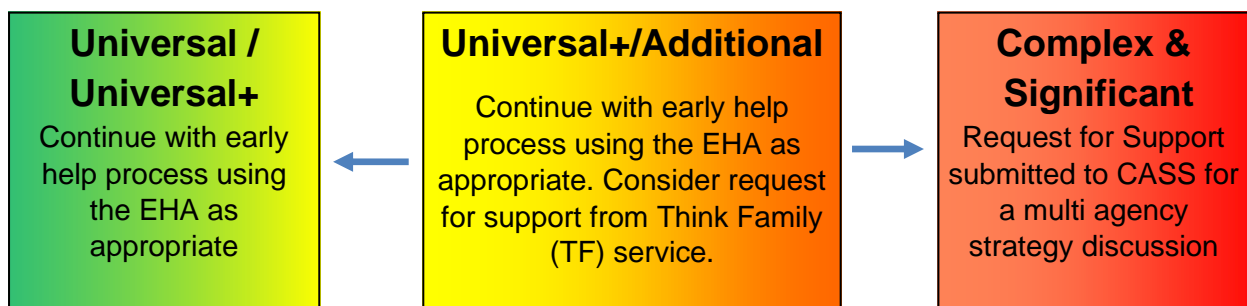 Universal /
Universal+
Continue with early
help process using
the EHA as
appropriate
Universal+/Additional
Continue with early help
process using the EHA as
appropriate. Consider request
for support from Think Family
(TF) service.
Complex &
Significant
Request for Support
submitted to CASS for
a multi agency
strategy discussion